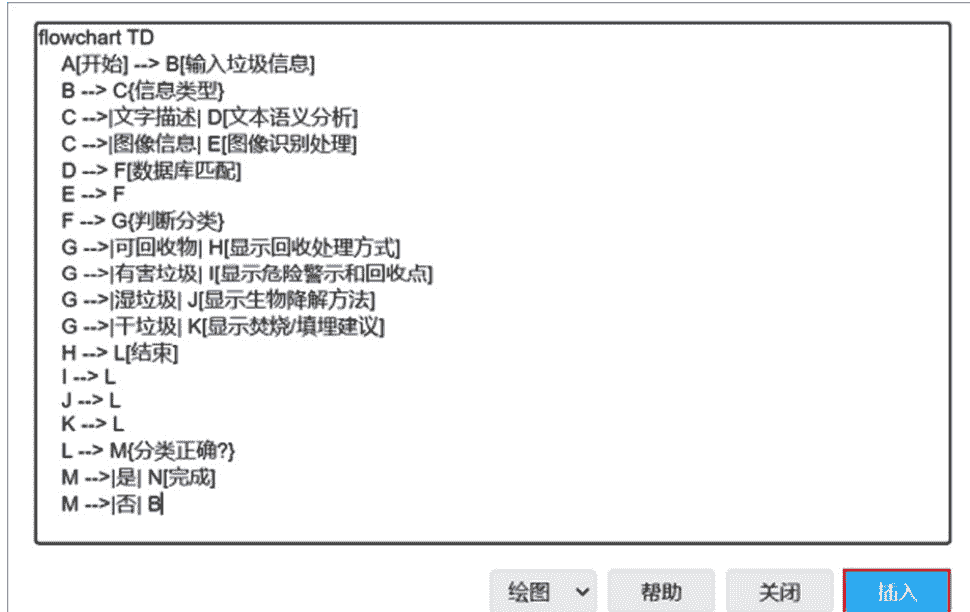 flowchart TD
A[开始] --> B[输入垃圾信息]
B --> C{信息类型}
C -->|文字描述| D[文本语义分析]
C -->|图像信息| E[图像识别处理]
D --> F[数据库匹配]
E --> F
F --> G{判断分类}
G -->|可回收物| H[显示回收处理方式]
G -->|有害垃圾| I[显示危险警示和回收点]
G -->|湿垃圾| J[显示生物降解方法]
G -->|干垃圾| K[显示焚烧/填埋建议]
H --> L[结束]
I --> L
J --> L
K --> L
L --> M{分类正确?}
M -->|是| N[完成]
M -->|否| B
绘图 帮助 关闭 插入